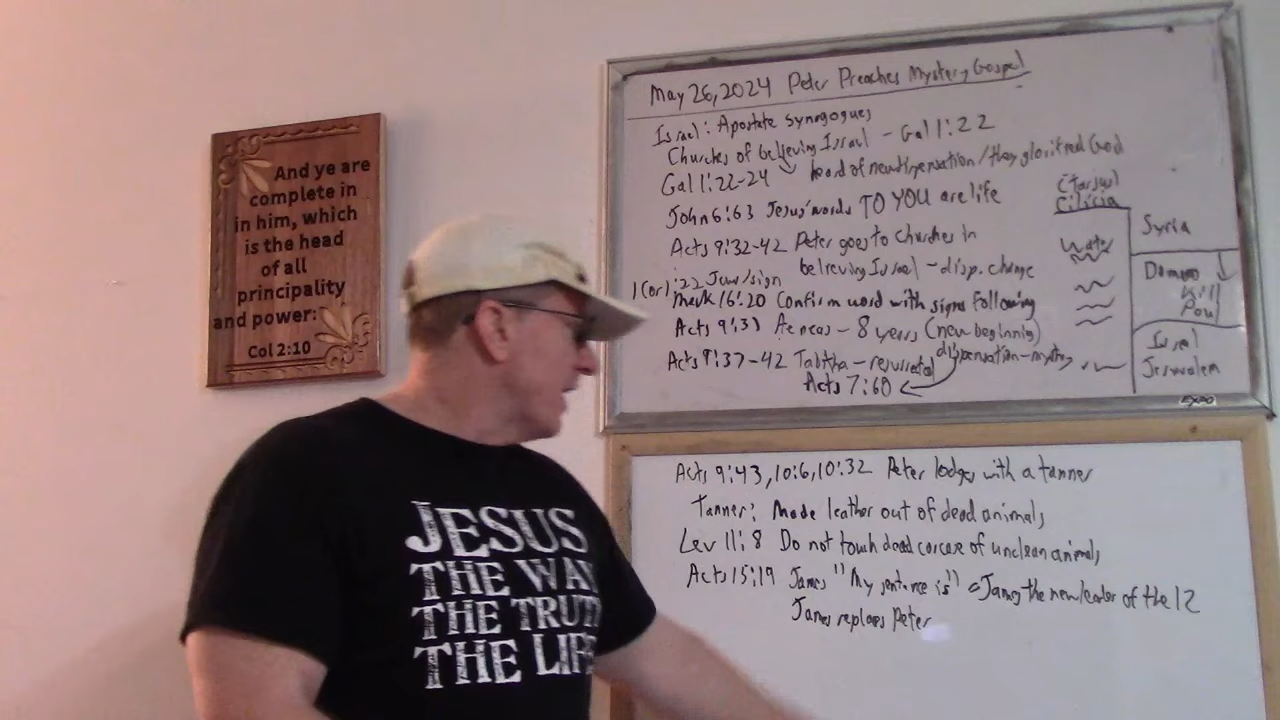 And ye are
complete in
in him, which
is the head
of all
principality
and power:
Col 2:10
JESUS
THE WAY
THE TRUTH
THE LIFE
May 26, 2024 Peter Preaches Mystery Gospel
Israel: Apostate synagogues
Churches of believing Israel - Gal 1:22
Gal 1:22-24 heard of new dispensation/they glorified God
John 6:63 Jesus' words TO YOU are life
Acts 9:32-42 Peter goes to churches in
believing Israel - disp. change
1 Cor 1:22 Jew/sign
Mark 16:20 Confirm word with signs following
Acts 9:33 Aeneas - 8 years (new beginning)
Acts 9:37-42 Tabitha - resurrected dispensation-mystery
Acts 7:60
(Tarsus)
Cilicia
Syria
Water
Kill
Paul
Israel
Jerusalem
EXPO
Acts 9:43, 10:6, 10:32 Peter lodges with a tanner
Tanner: Made leather out of dead animals
Lev 11:8 Do not touch dead carcase of unclean animals
Acts 15:19 James "My sentence is" James the new leader of the 12
James replaces Peter